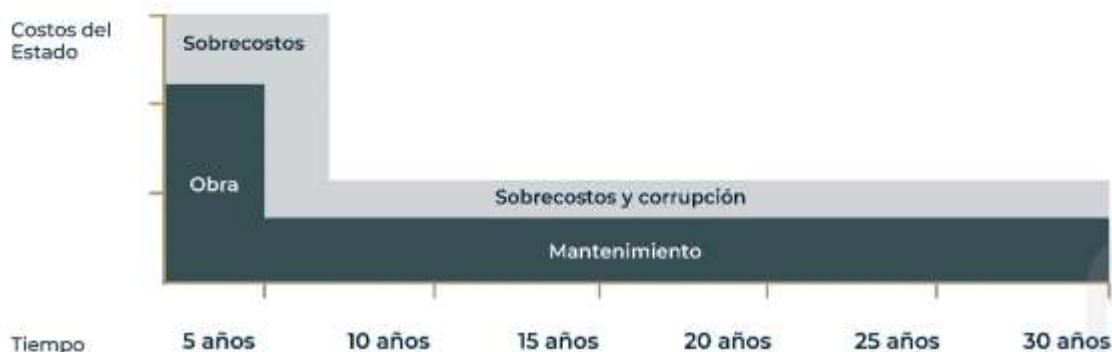 Costos del
Estado
Sobrecostos
Obra
Sobrecostos y corrupción
Mantenimiento
Tiempo
5 años
10 años
15 años
20 años
25 años
30 años